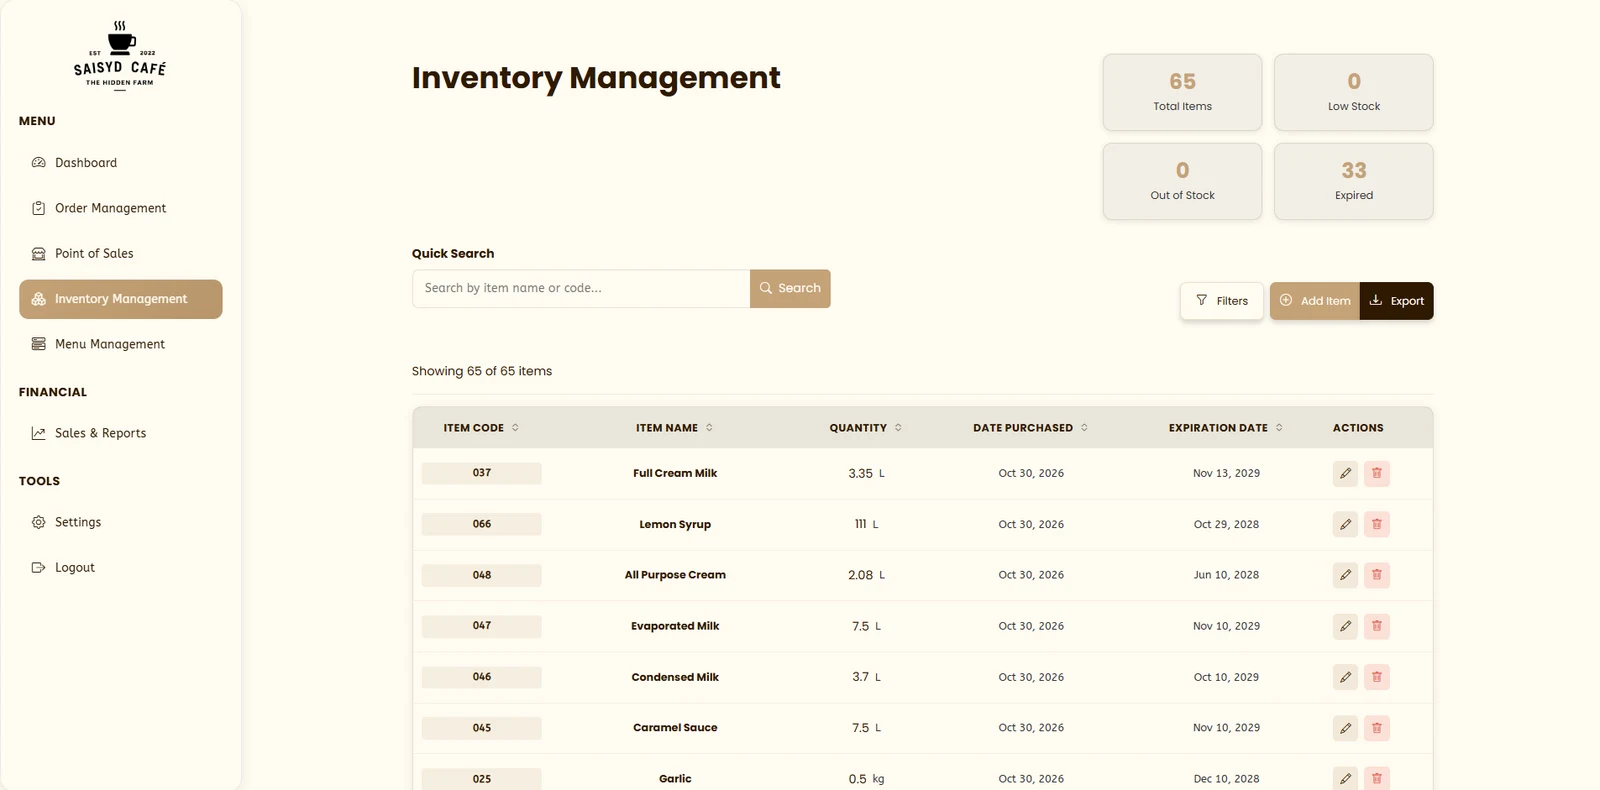 EST 2022
SAISYD CAFÉ
THE HIDDEN FARM
MENU
Dashboard
Order Management
Point of Sales
Inventory Management
Menu Management
FINANCIAL
Sales & Reports
TOOLS
Settings
Logout
Inventory Management
65
Total Items
0
Low Stock
0
Out of Stock
33
Expired
Quick Search
Search by item name or code...
Search
Filters
Add Item
Export
Showing 65 of 65 items
ITEM CODE ITEM NAME QUANTITY DATE PURCHASED EXPIRATION DATE ACTIONS
037 Full Cream Milk 3.35 L Oct 30, 2026 Nov 13, 2029
066 Lemon Syrup 111 L Oct 30, 2026 Oct 29, 2028
048 All Purpose Cream 2.08 L Oct 30, 2026 Jun 10, 2028
047 Evaporated Milk 7.5 L Oct 30, 2026 Nov 10, 2029
046 Condensed Milk 3.7 L Oct 30, 2026 Oct 10, 2029
045 Caramel Sauce 7.5 L Oct 30, 2026 Nov 10, 2029
025 Garlic 0.5 kg Oct 30, 2026 Dec 10, 2028